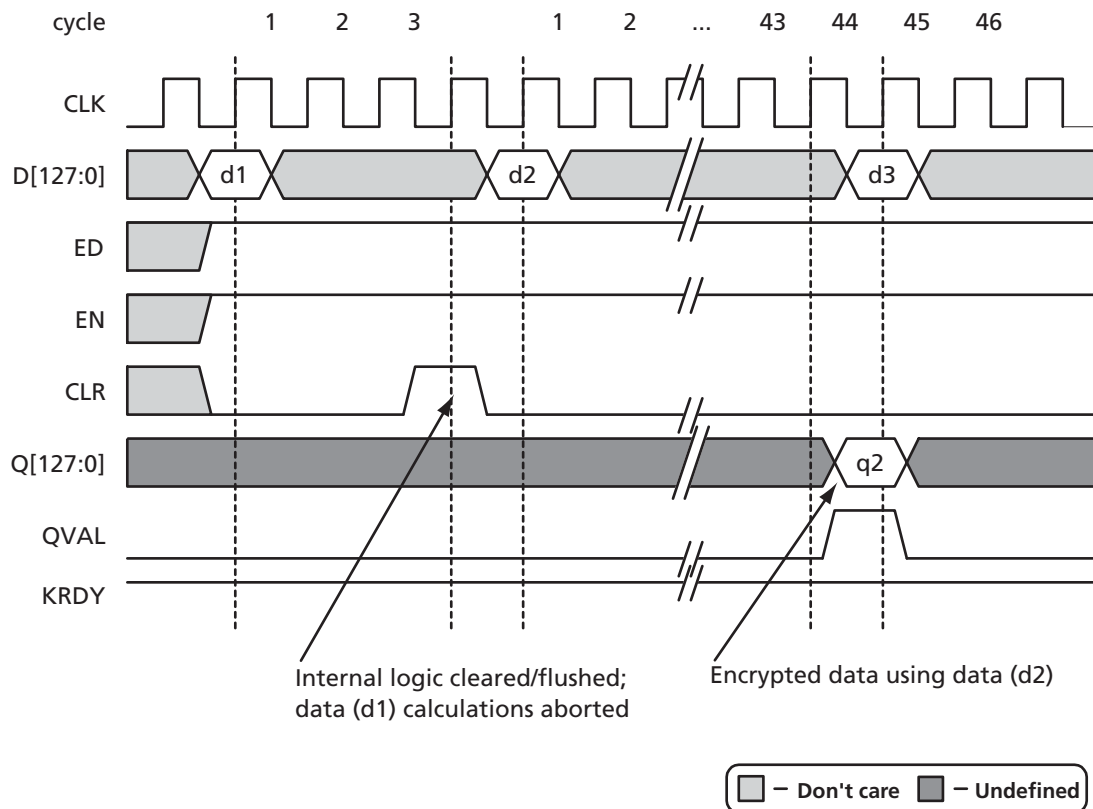 cycle 1 2 3 1 2 ... 43 44 45 46
CLK
D[127:0] d1 d2 d3
ED
EN
CLR
Q[127:0] q2
QVAL
KRDY
Internal logic cleared/flushed;
data (d1) calculations aborted
Encrypted data using data (d2)
– Don't care – Undefined